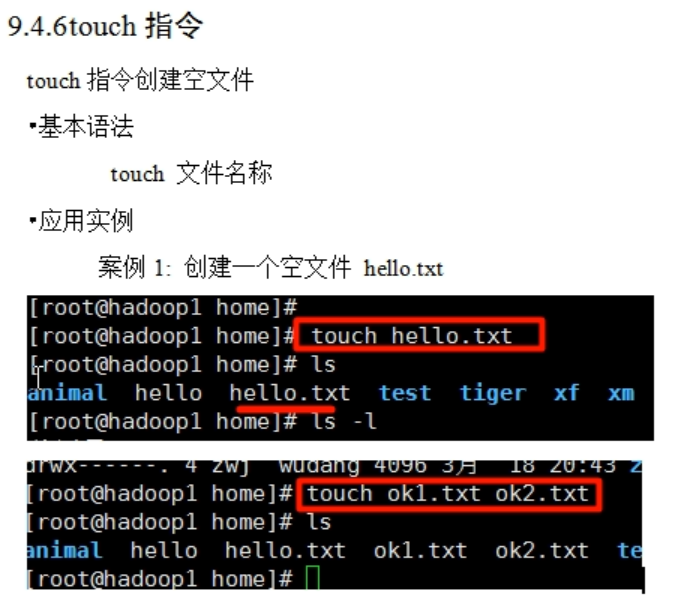 9.4.6touch 指令
touch 指令创建空文件
•基本语法
touch 文件名称
•应用实例
案例 1: 创建一个空文件 hello.txt
[root@hadoop1 home]#
[root@hadoop1 home]# touch hello.txt
[root@hadoop1 home]# ls
animal hello hello.txt test tiger xf xm
[root@hadoop1 home]# ls -l
drwx------. 4 zwj wudang 4096 3月 18 20:43
[root@hadoop1 home]# touch ok1.txt ok2.txt
[root@hadoop1 home]# ls
animal hello hello.txt ok1.txt ok2.txt te
[root@hadoop1 home]#